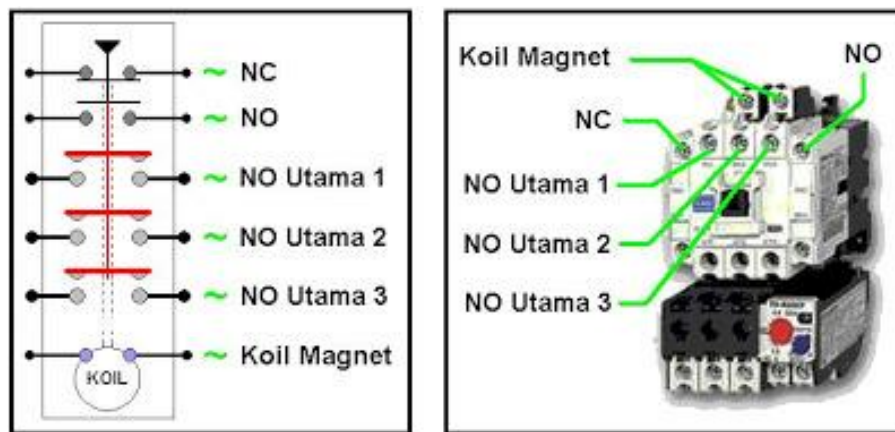 NC
NO
NO Utama 1
NO Utama 2
NO Utama 3
Koil Magnet
KOIL
Koil Magnet
NO
NC
NO Utama 1
NO Utama 2
NO Utama 3